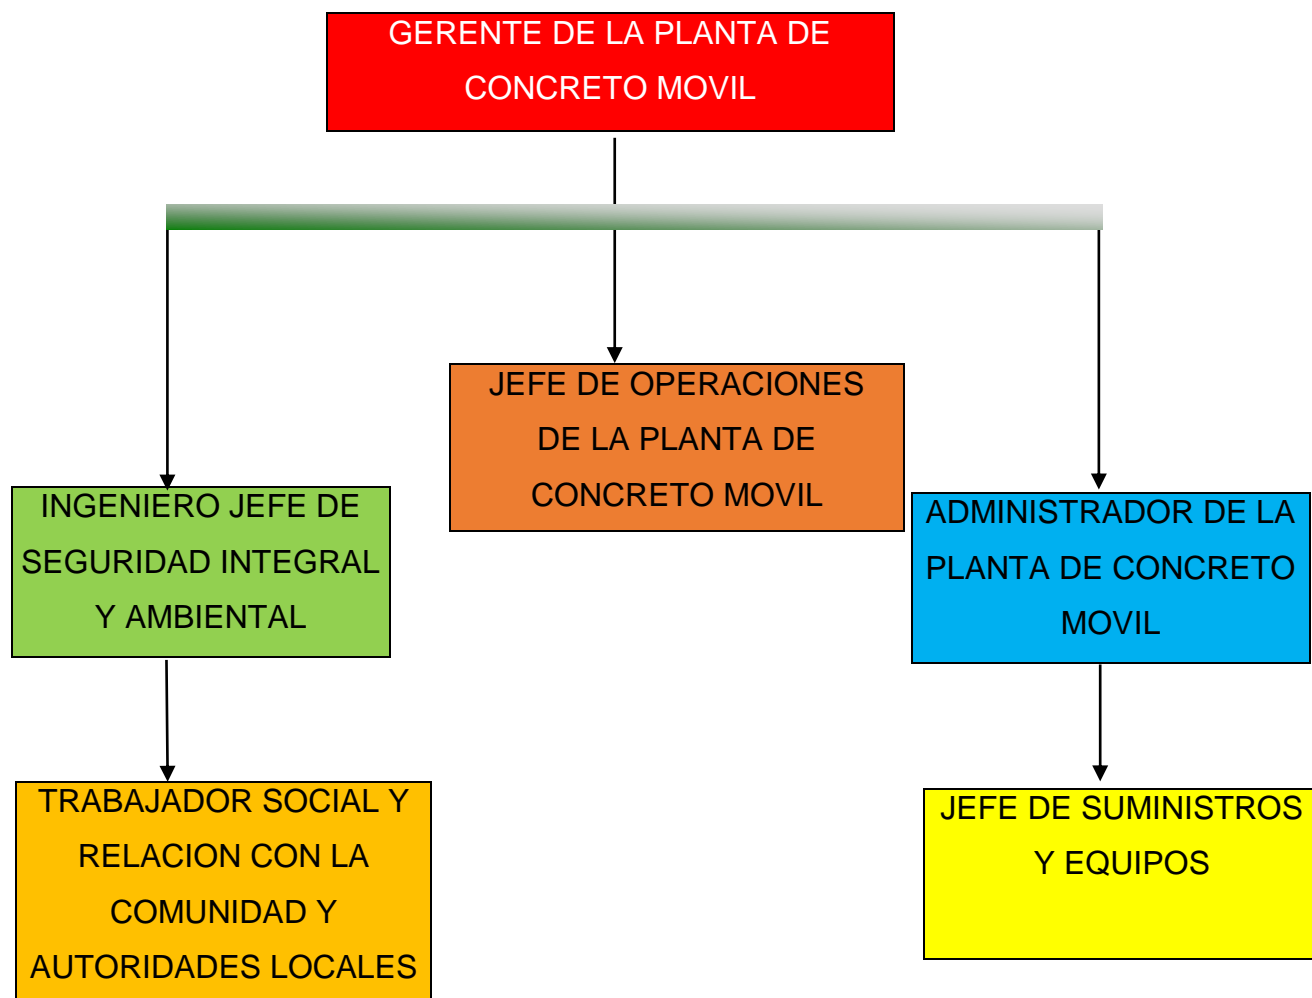 GERENTE DE LA PLANTA DE
CONCRETO MOVIL
JEFE DE OPERACIONES
DE LA PLANTA DE
CONCRETO MOVIL
INGENIERO JEFE DE
SEGURIDAD INTEGRAL
Y AMBIENTAL
ADMINISTRADOR DE LA
PLANTA DE CONCRETO
MOVIL
TRABAJADOR SOCIAL Y
RELACION CON LA
COMUNIDAD Y
AUTORIDADES LOCALES
JEFE DE SUMINISTROS
Y EQUIPOS